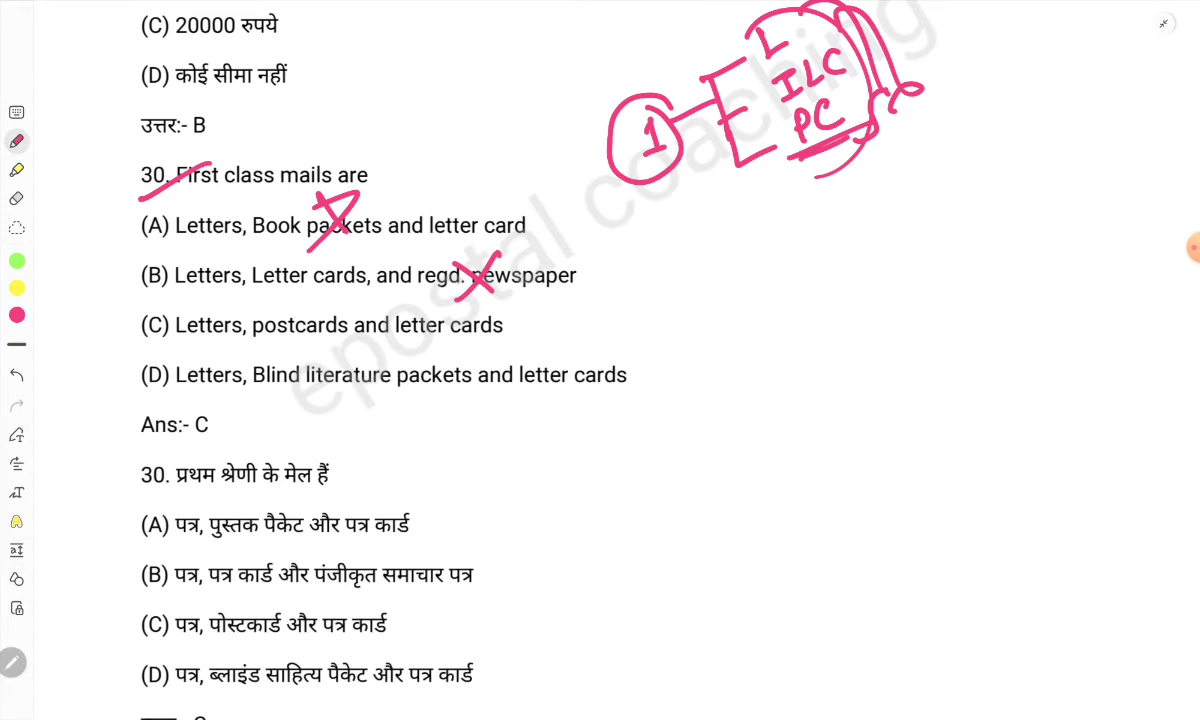 (C) 20000 रुपये
(D) कोई सीमा नहीं
उत्तर:- B
30. First class mails are
(A) Letters, Book packets and letter card
(B) Letters, Letter cards, and regd. newspaper
(C) Letters, postcards and letter cards
(D) Letters, Blind literature packets and letter cards
Ans:- C
30. प्रथम श्रेणी के मेल हैं
(A) पत्र, पुस्तक पैकेट और पत्र कार्ड
(B) पत्र, पत्र कार्ड और पंजीकृत समाचार पत्र
(C) पत्र, पोस्टकार्ड और पत्र कार्ड
(D) पत्र, ब्लाइंड साहित्य पैकेट और पत्र कार्ड
1
L
ILC
PC
epostal coaching